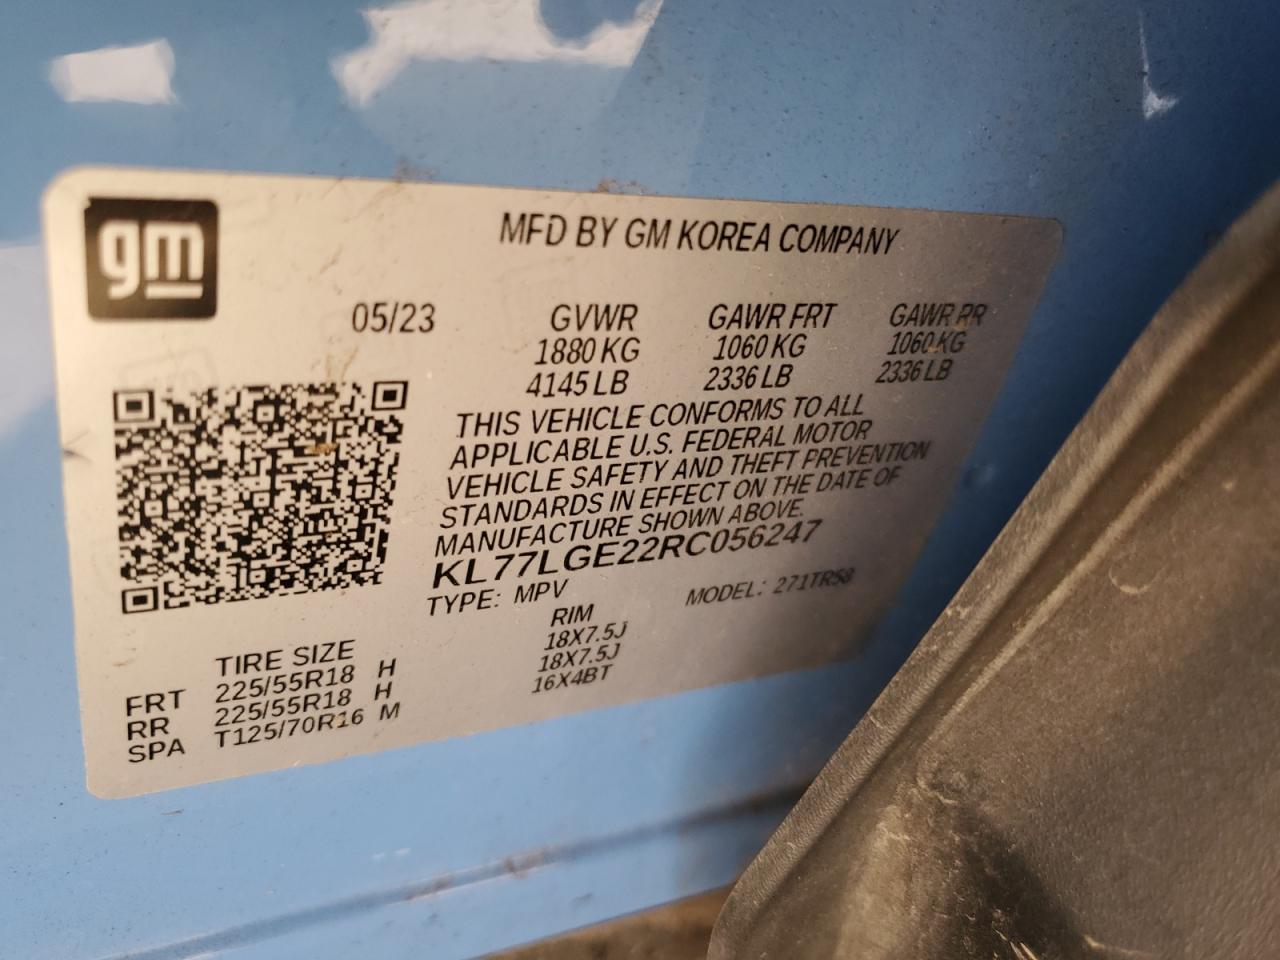 gm
MFD BY GM KOREA COMPANY
05/23 GVWR GAWR FRT GAWR RR
1880 KG 1060 KG 1060 KG
4145 LB 2336 LB 2336 LB
THIS VEHICLE CONFORMS TO ALL
APPLICABLE U.S. FEDERAL MOTOR
VEHICLE SAFETY AND THEFT PREVENTION
STANDARDS IN EFFECT ON THE DATE OF
MANUFACTURE SHOWN ABOVE.
KL77LGE22RC056247
TYPE: MPV MODEL: 271TR58
TIRE SIZE RIM
FRT 225/55R18 H 18X7.5J
RR 225/55R18 H 18X7.5J
SPA T125/70R16 M 16X4BT